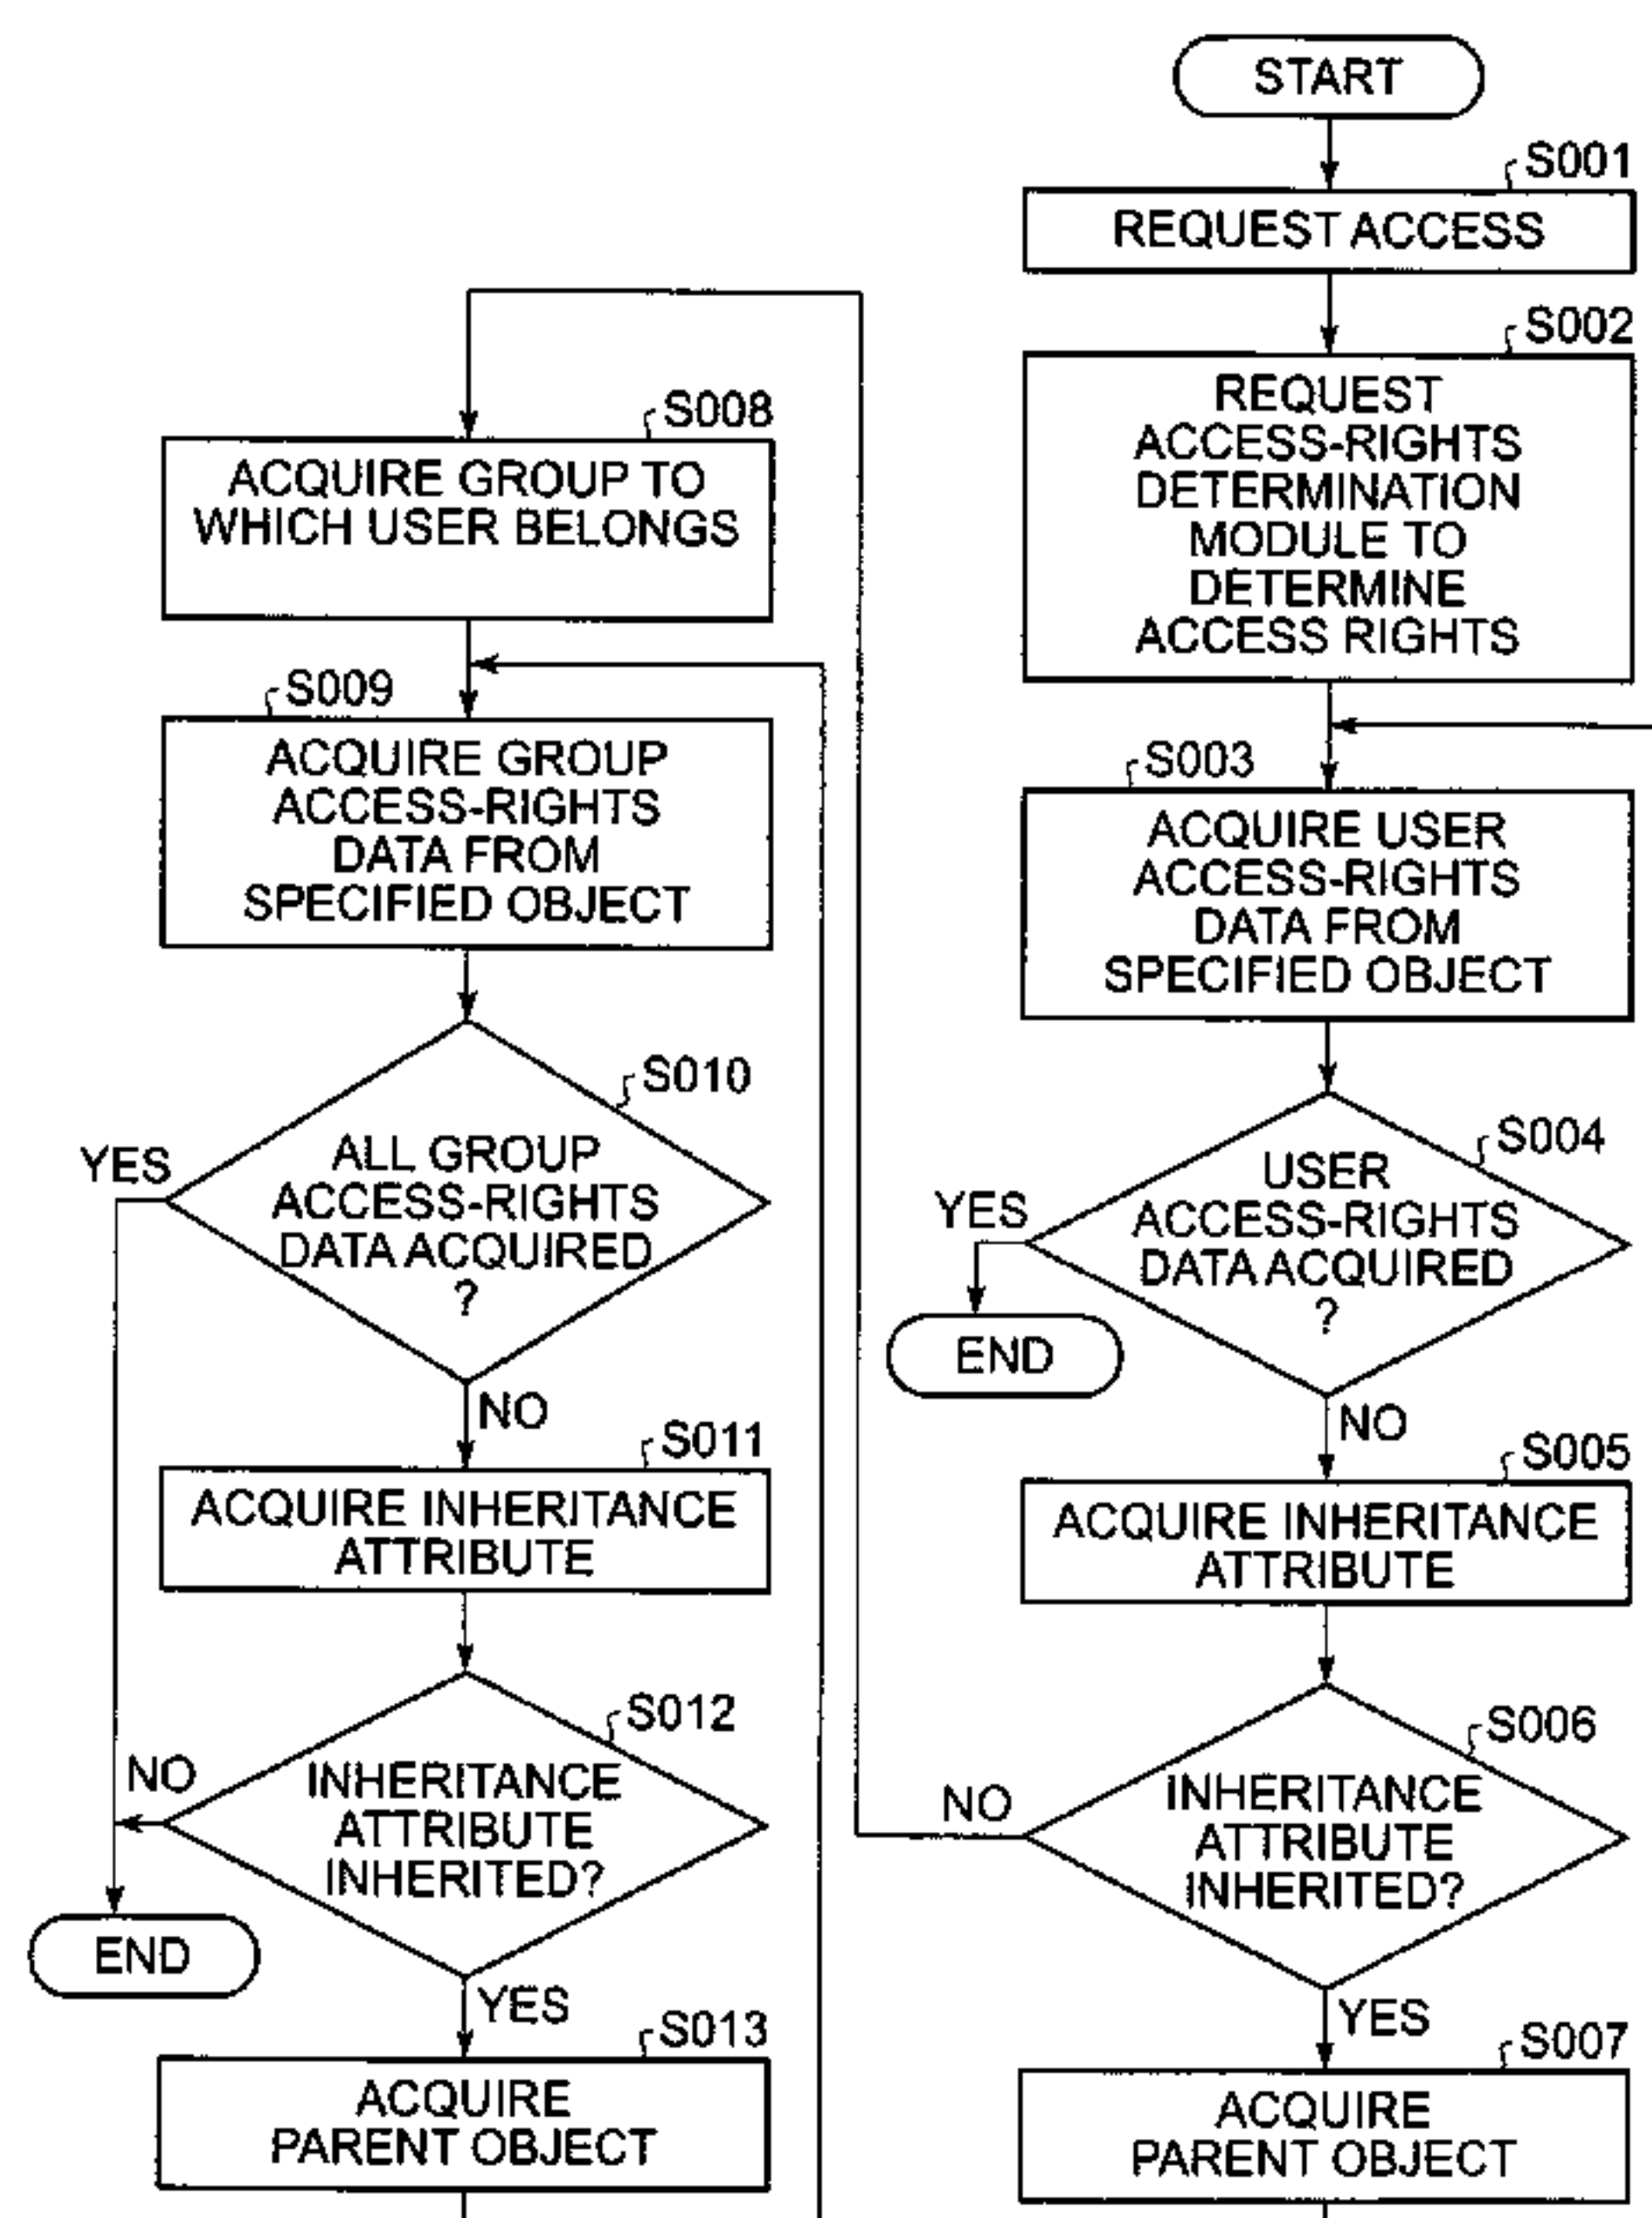 START
S001
REQUEST ACCESS
S002
REQUEST
ACCESS-RIGHTS
DETERMINATION
MODULE TO
DETERMINE
ACCESS RIGHTS
S003
ACQUIRE USER
ACCESS-RIGHTS
DATA FROM
SPECIFIED OBJECT
S004
USER
ACCESS-RIGHTS
DATA ACQUIRED
?
YES
END
NO
S005
ACQUIRE INHERITANCE
ATTRIBUTE
S006
INHERITANCE
ATTRIBUTE
INHERITED?
NO
YES
S007
ACQUIRE
PARENT OBJECT
S008
ACQUIRE GROUP TO
WHICH USER BELONGS
S009
ACQUIRE GROUP
ACCESS-RIGHTS
DATA FROM
SPECIFIED OBJECT
S010
ALL GROUP
ACCESS-RIGHTS
DATA ACQUIRED
?
YES
NO
S011
ACQUIRE INHERITANCE
ATTRIBUTE
S012
INHERITANCE
ATTRIBUTE
INHERITED?
NO
END
YES
S013
ACQUIRE
PARENT OBJECT